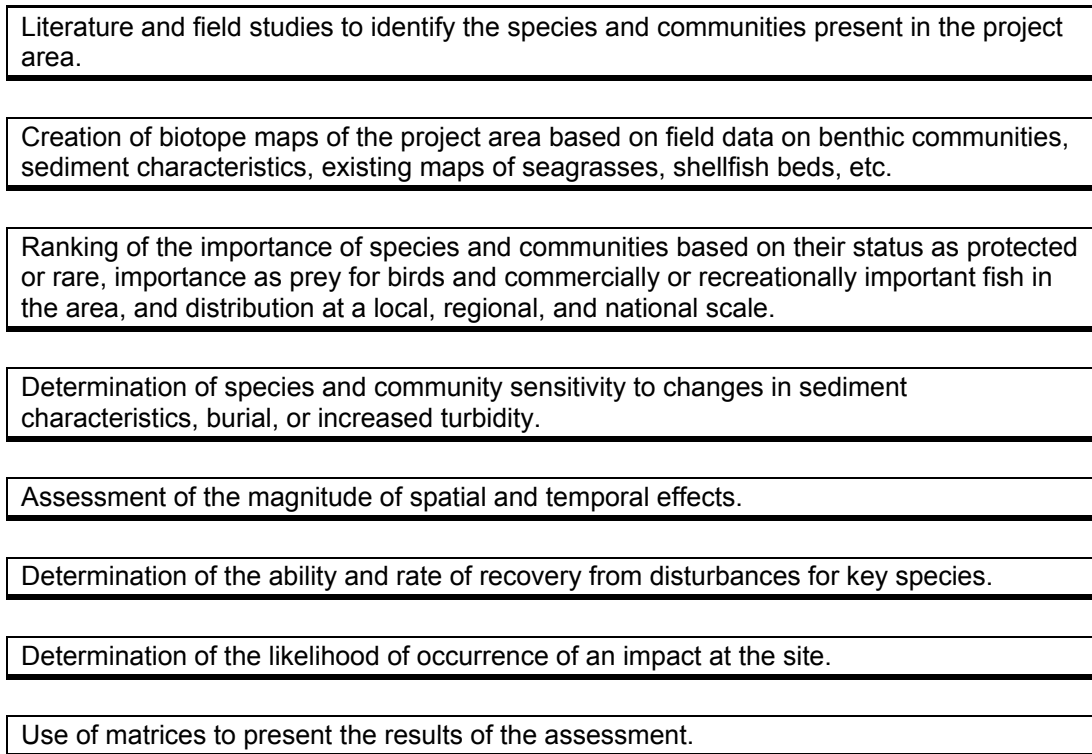 Literature and field studies to identify the species and communities present in the project
area.
Creation of biotope maps of the project area based on field data on benthic communities,
sediment characteristics, existing maps of seagrasses, shellfish beds, etc.
Ranking of the importance of species and communities based on their status as protected
or rare, importance as prey for birds and commercially or recreationally important fish in
the area, and distribution at a local, regional, and national scale.
Determination of species and community sensitivity to changes in sediment
characteristics, burial, or increased turbidity.
Assessment of the magnitude of spatial and temporal effects.
Determination of the ability and rate of recovery from disturbances for key species.
Determination of the likelihood of occurrence of an impact at the site.
Use of matrices to present the results of the assessment.